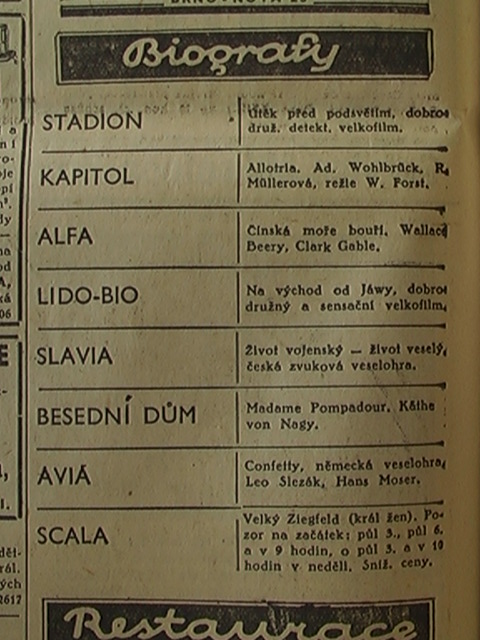 BRNO - NOVÁ 20
Biografy
STADION
Útěk před podsvětím, dobro-
druž. detekt. velkofilm.
KAPITOL
Allotria. Ad. Wohlbrück, R.
Müllerová, režie W. Forst.
ALFA
Čínská moře bouří. Wallace
Beery, Clark Gable.
LIDO-BIO
Na východ od Jáwy, dobro-
družný a sensační velkofilm.
SLAVIA
Život vojenský — život veselý,
česká zvuková veselohra.
BESEDNÍ DŮM
Madame Pompadour. Käthe
von Nagy.
AVIA
Confetty, německá veselohra,
Leo Slezák, Hans Moser.
SCALA
Velký Ziegfeld (král žen). Po-
zor na začátek; půl 3., půl 6.
a v 9 hodin, o půl 3. a v 10
hodin v neděli. Sníž. ceny.
Restaurace